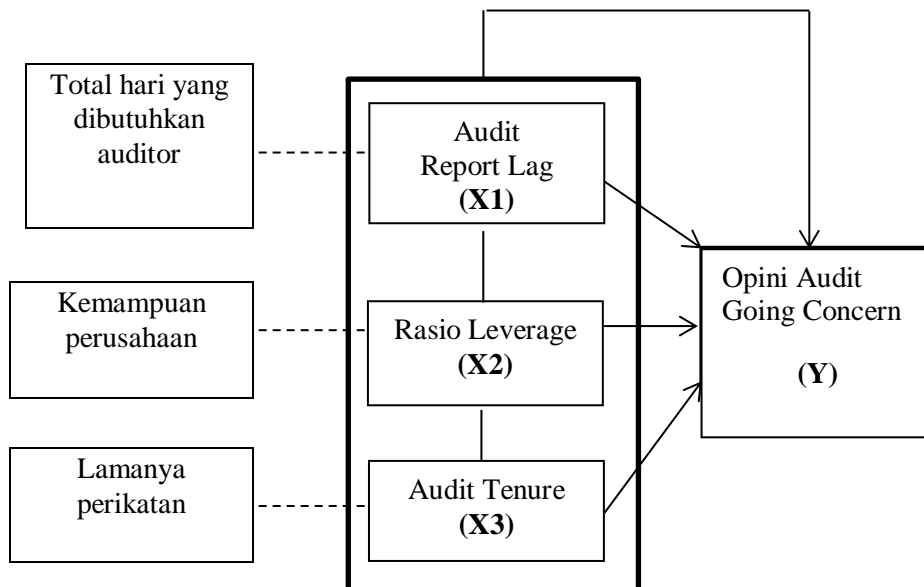 Total hari yang
dibutuhkan
auditor
Audit
Report Lag
(X1)
Kemampuan
perusahaan
Rasio Leverage
(X2)
Opini Audit
Going Concern
(Y)
Lamanya
perikatan
Audit Tenure
(X3)